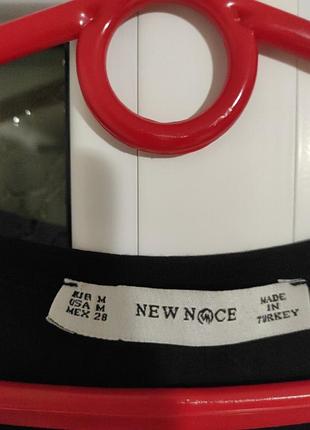 EUR M
USA M
MEX 28
NEW NOCE
MADE
IN
TURKEY